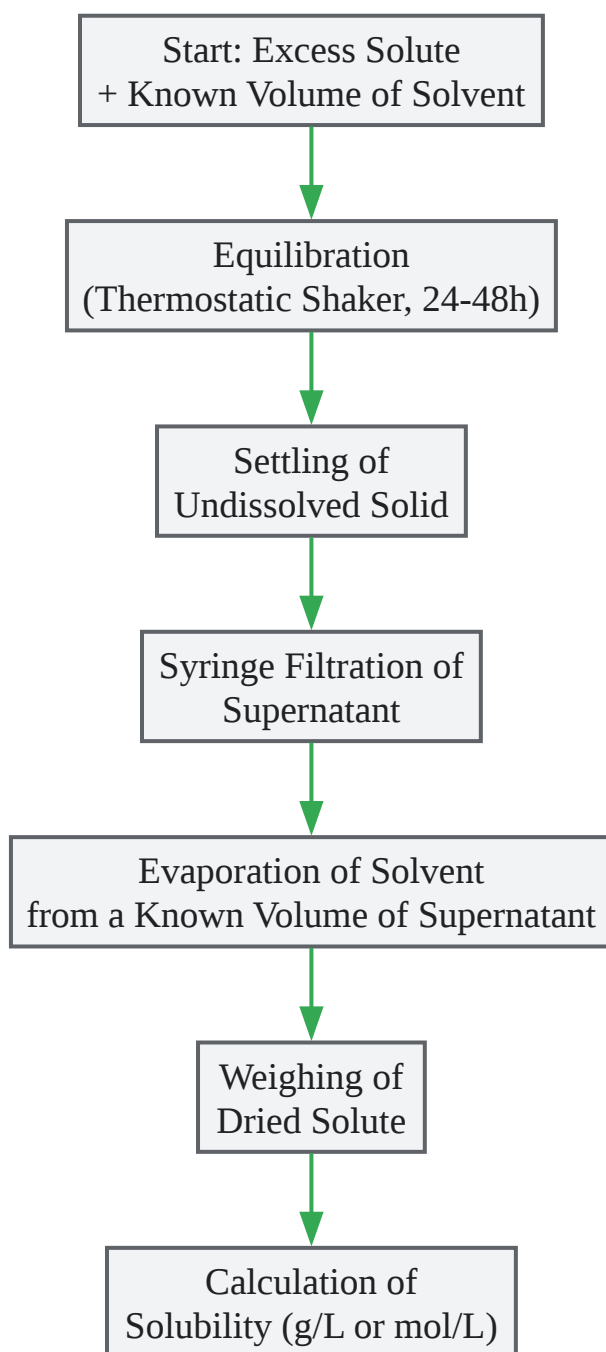 Start: Excess Solute
+ Known Volume of Solvent
Equilibration
(Thermostatic Shaker, 24-48h)
Settling of
Undissolved Solid
Syringe Filtration of
Supernatant
Evaporation of Solvent
from a Known Volume of Supernatant
Weighing of
Dried Solute
Calculation of
Solubility (g/L or mol/L)